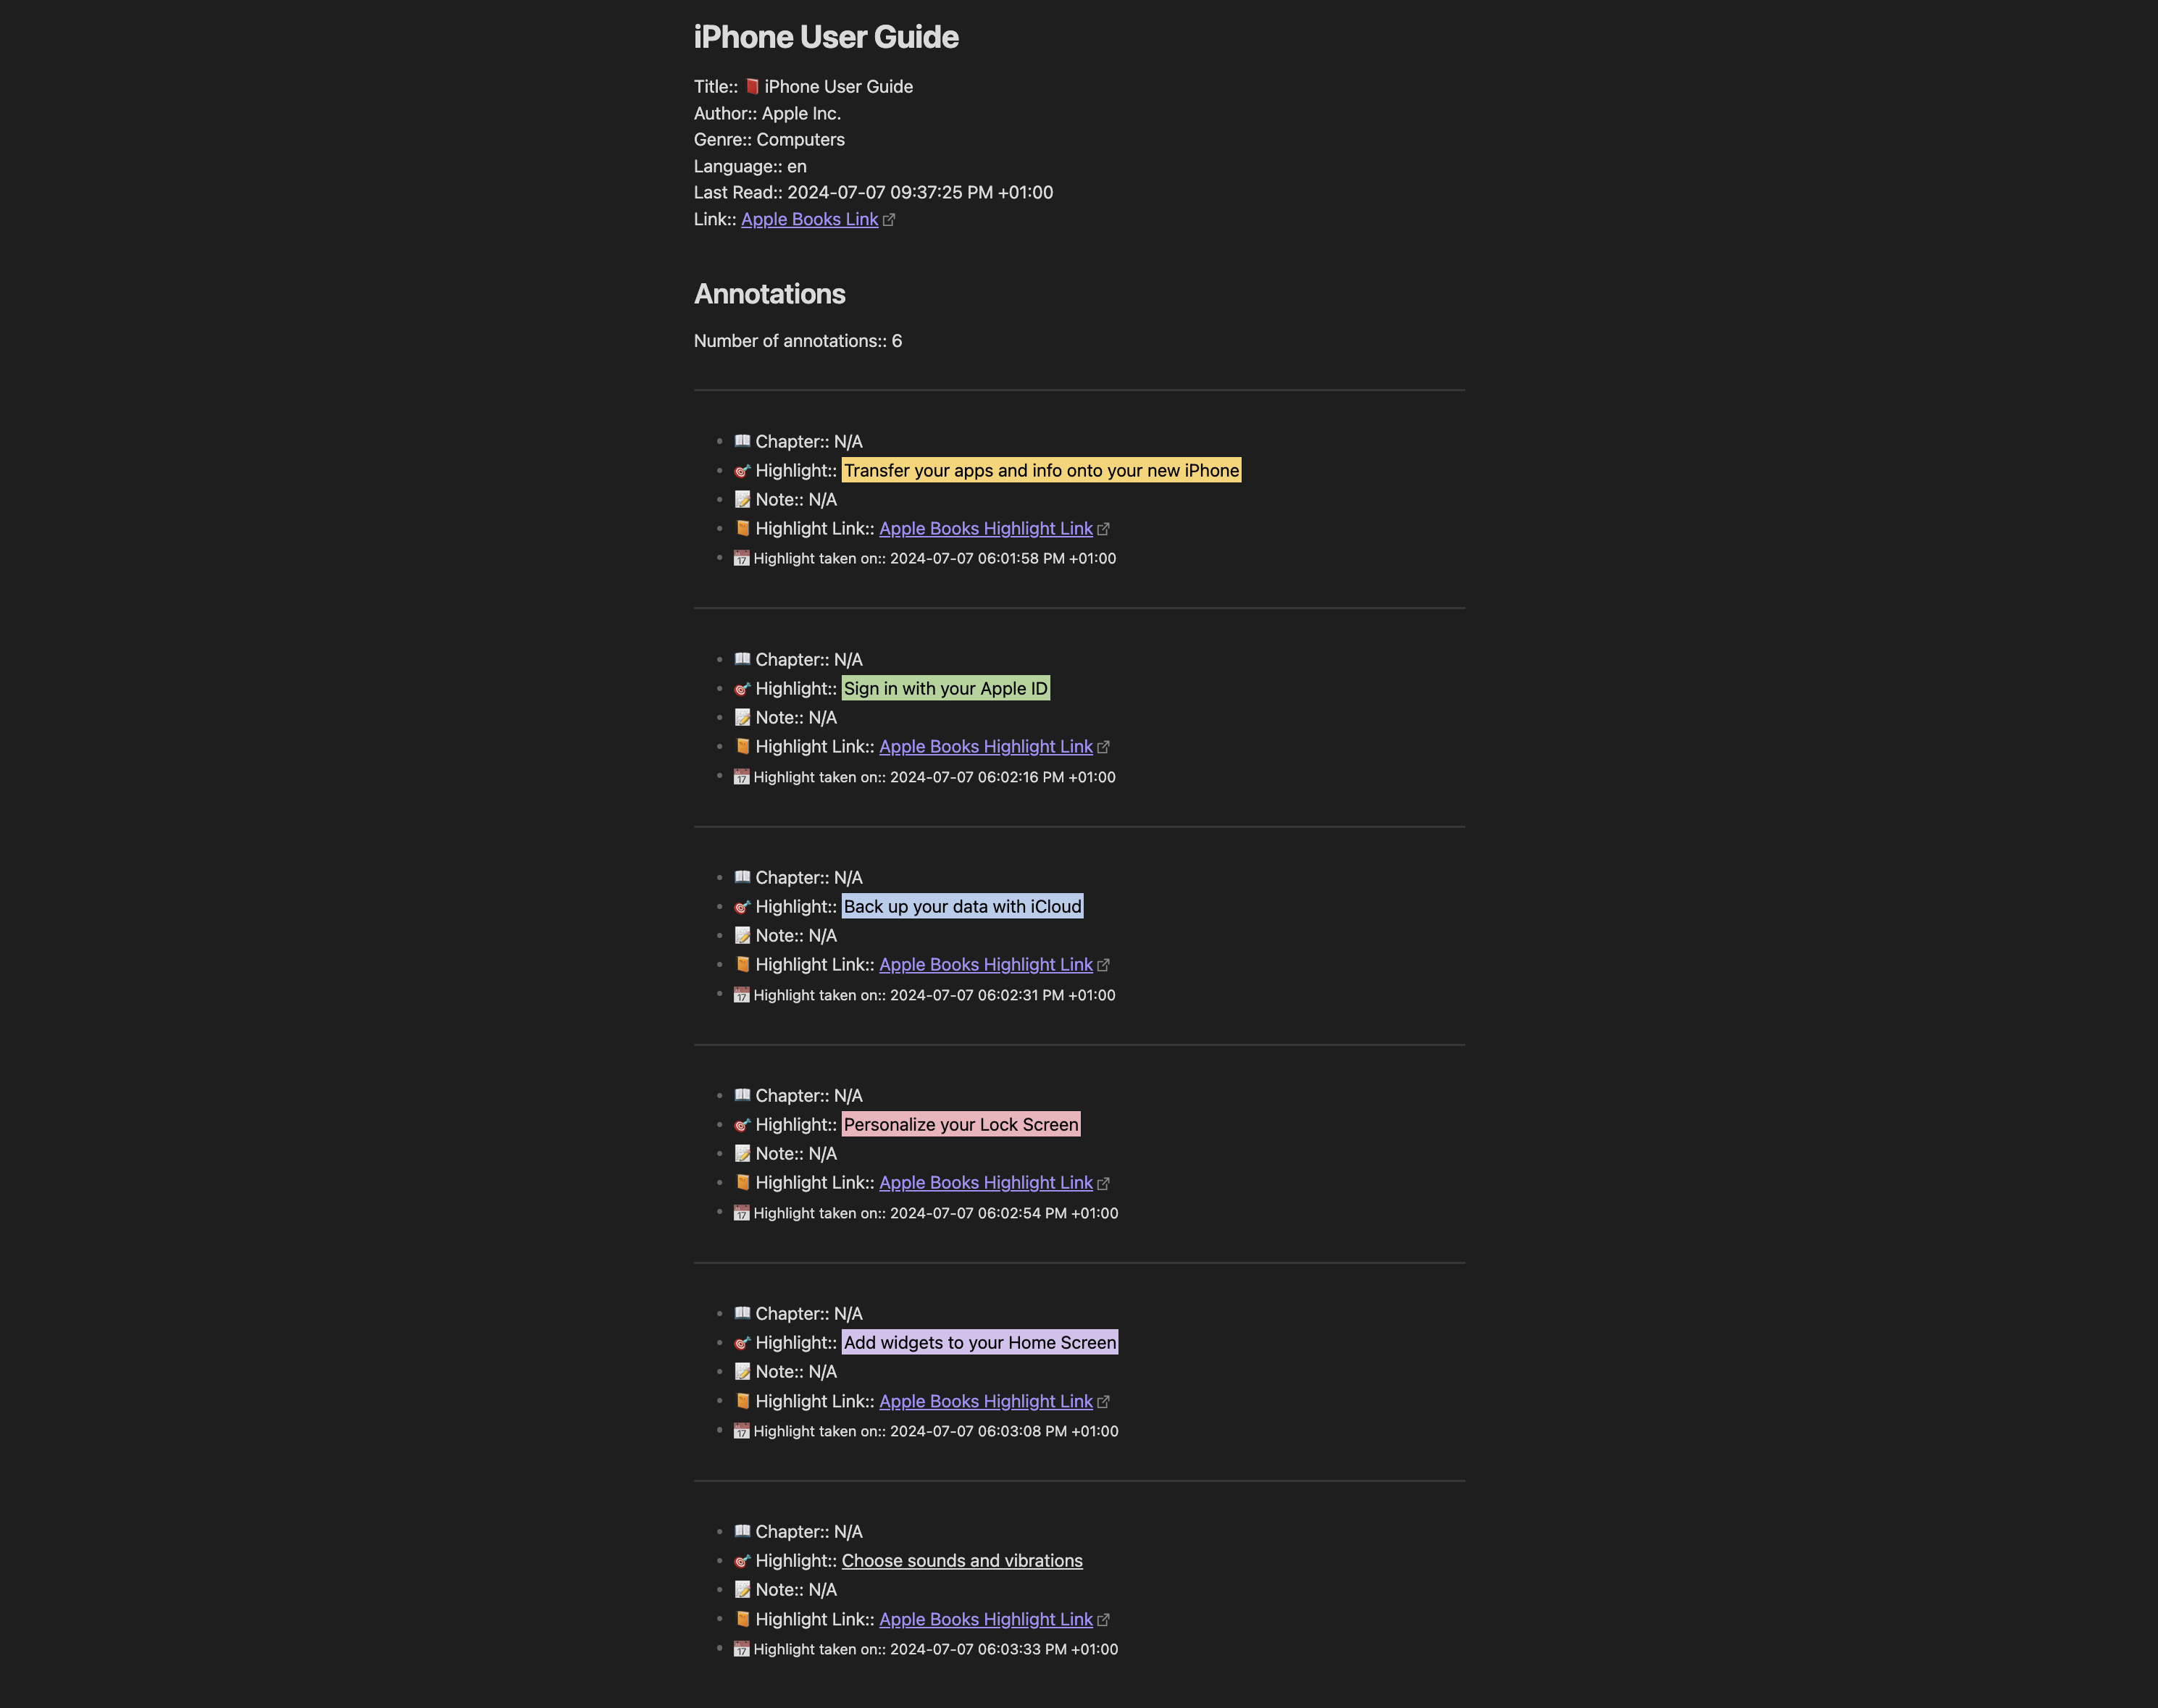 iPhone User Guide
Title:: 📕 iPhone User Guide
Author:: Apple Inc.
Genre:: Computers
Language:: en
Last Read:: 2024-07-07 09:37:25 PM +01:00
Link:: Apple Books Link
Annotations
Number of annotations:: 6
📖 Chapter:: N/A
🎯 Highlight:: Transfer your apps and info onto your new iPhone
📝 Note:: N/A
📙 Highlight Link:: Apple Books Highlight Link
📅 Highlight taken on:: 2024-07-07 06:01:58 PM +01:00
📖 Chapter:: N/A
🎯 Highlight:: Sign in with your Apple ID
📝 Note:: N/A
📙 Highlight Link:: Apple Books Highlight Link
📅 Highlight taken on:: 2024-07-07 06:02:16 PM +01:00
📖 Chapter:: N/A
🎯 Highlight:: Back up your data with iCloud
📝 Note:: N/A
📙 Highlight Link:: Apple Books Highlight Link
📅 Highlight taken on:: 2024-07-07 06:02:31 PM +01:00
📖 Chapter:: N/A
🎯 Highlight:: Personalize your Lock Screen
📝 Note:: N/A
📙 Highlight Link:: Apple Books Highlight Link
📅 Highlight taken on:: 2024-07-07 06:02:54 PM +01:00
📖 Chapter:: N/A
🎯 Highlight:: Add widgets to your Home Screen
📝 Note:: N/A
📙 Highlight Link:: Apple Books Highlight Link
📅 Highlight taken on:: 2024-07-07 06:03:08 PM +01:00
📖 Chapter:: N/A
🎯 Highlight:: Choose sounds and vibrations
📝 Note:: N/A
📙 Highlight Link:: Apple Books Highlight Link
📅 Highlight taken on:: 2024-07-07 06:03:33 PM +01:00